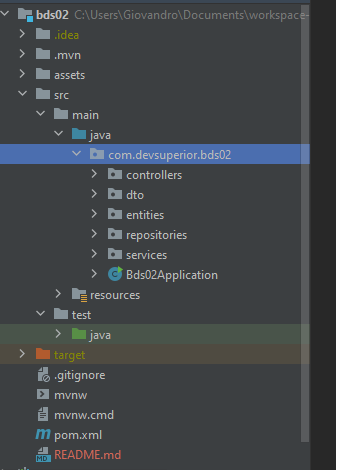 bds02 C:\Users\Giovandro\Documents\workspace-
.idea
.mvn
assets
src
main
java
com.devsuperior.bds02
controllers
dto
entities
repositories
services
Bds02Application
resources
test
java
target
.gitignore
mvnw
mvnw.cmd
pom.xml
README.md